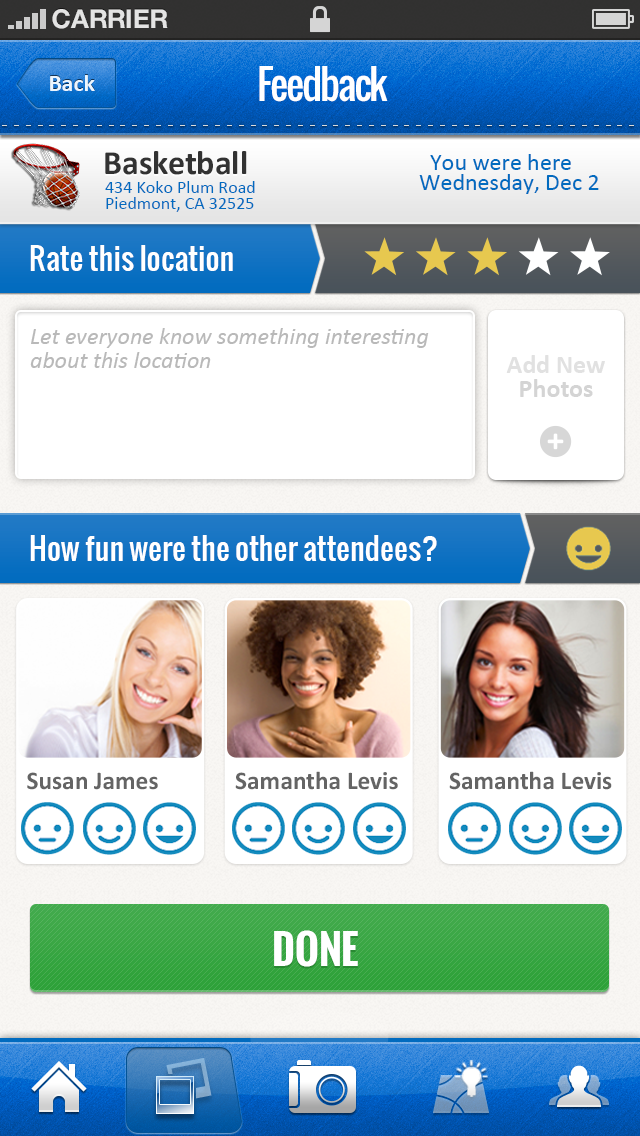 CARRIER
Back
Feedback
Basketball
434 Koko Plum Road
Piedmont, CA 32525
You were here
Wednesday, Dec 2
Rate this location
Let everyone know something interesting
about this location
Add New
Photos
How fun were the other attendees?
Susan James
Samantha Levis
Samantha Levis
DONE